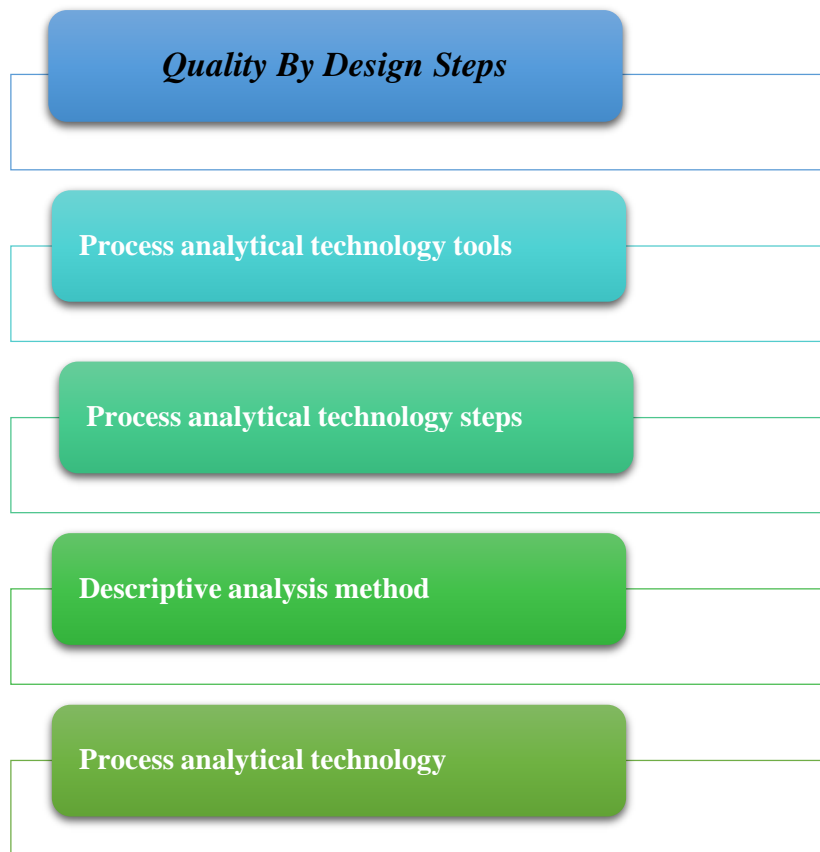 Quality By Design Steps
Process analytical technology tools
Process analytical technology steps
Descriptive analysis method
Process analytical technology